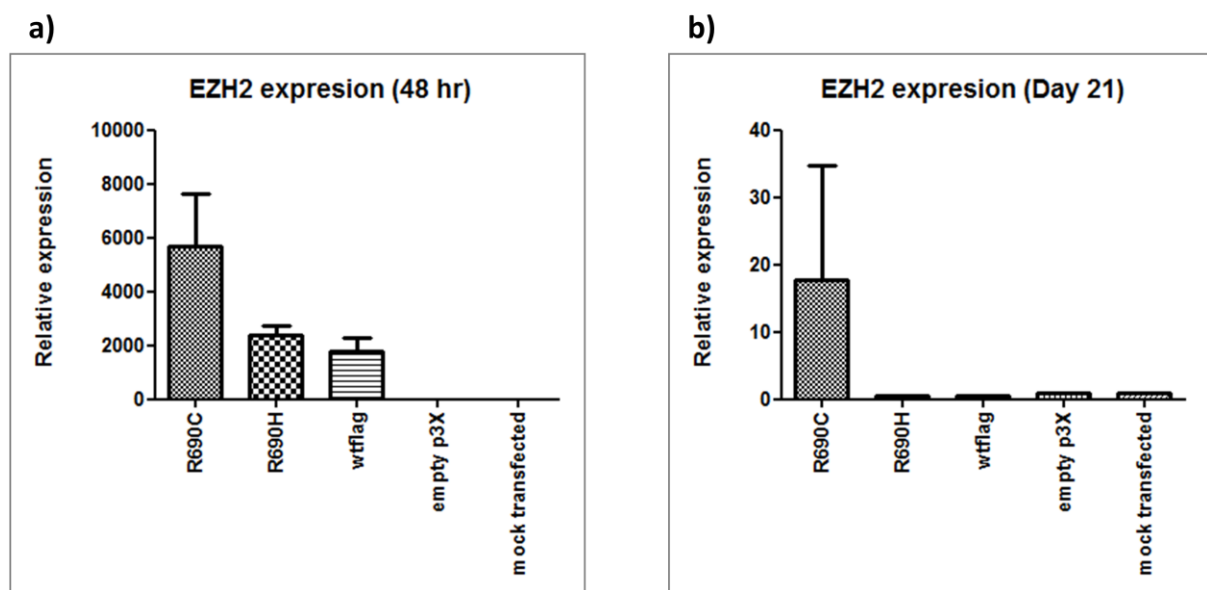 a)
EZH2 expresion (48 hr)
Relative expression
10000
8000
6000
4000
2000
0
R690C
R690H
wtflag
empty p3X
mock transfected
b)
EZH2 expresion (Day 21)
Relative expression
40
30
20
10
0
R690C
R690H
wtflag
empty p3X
mock transfected